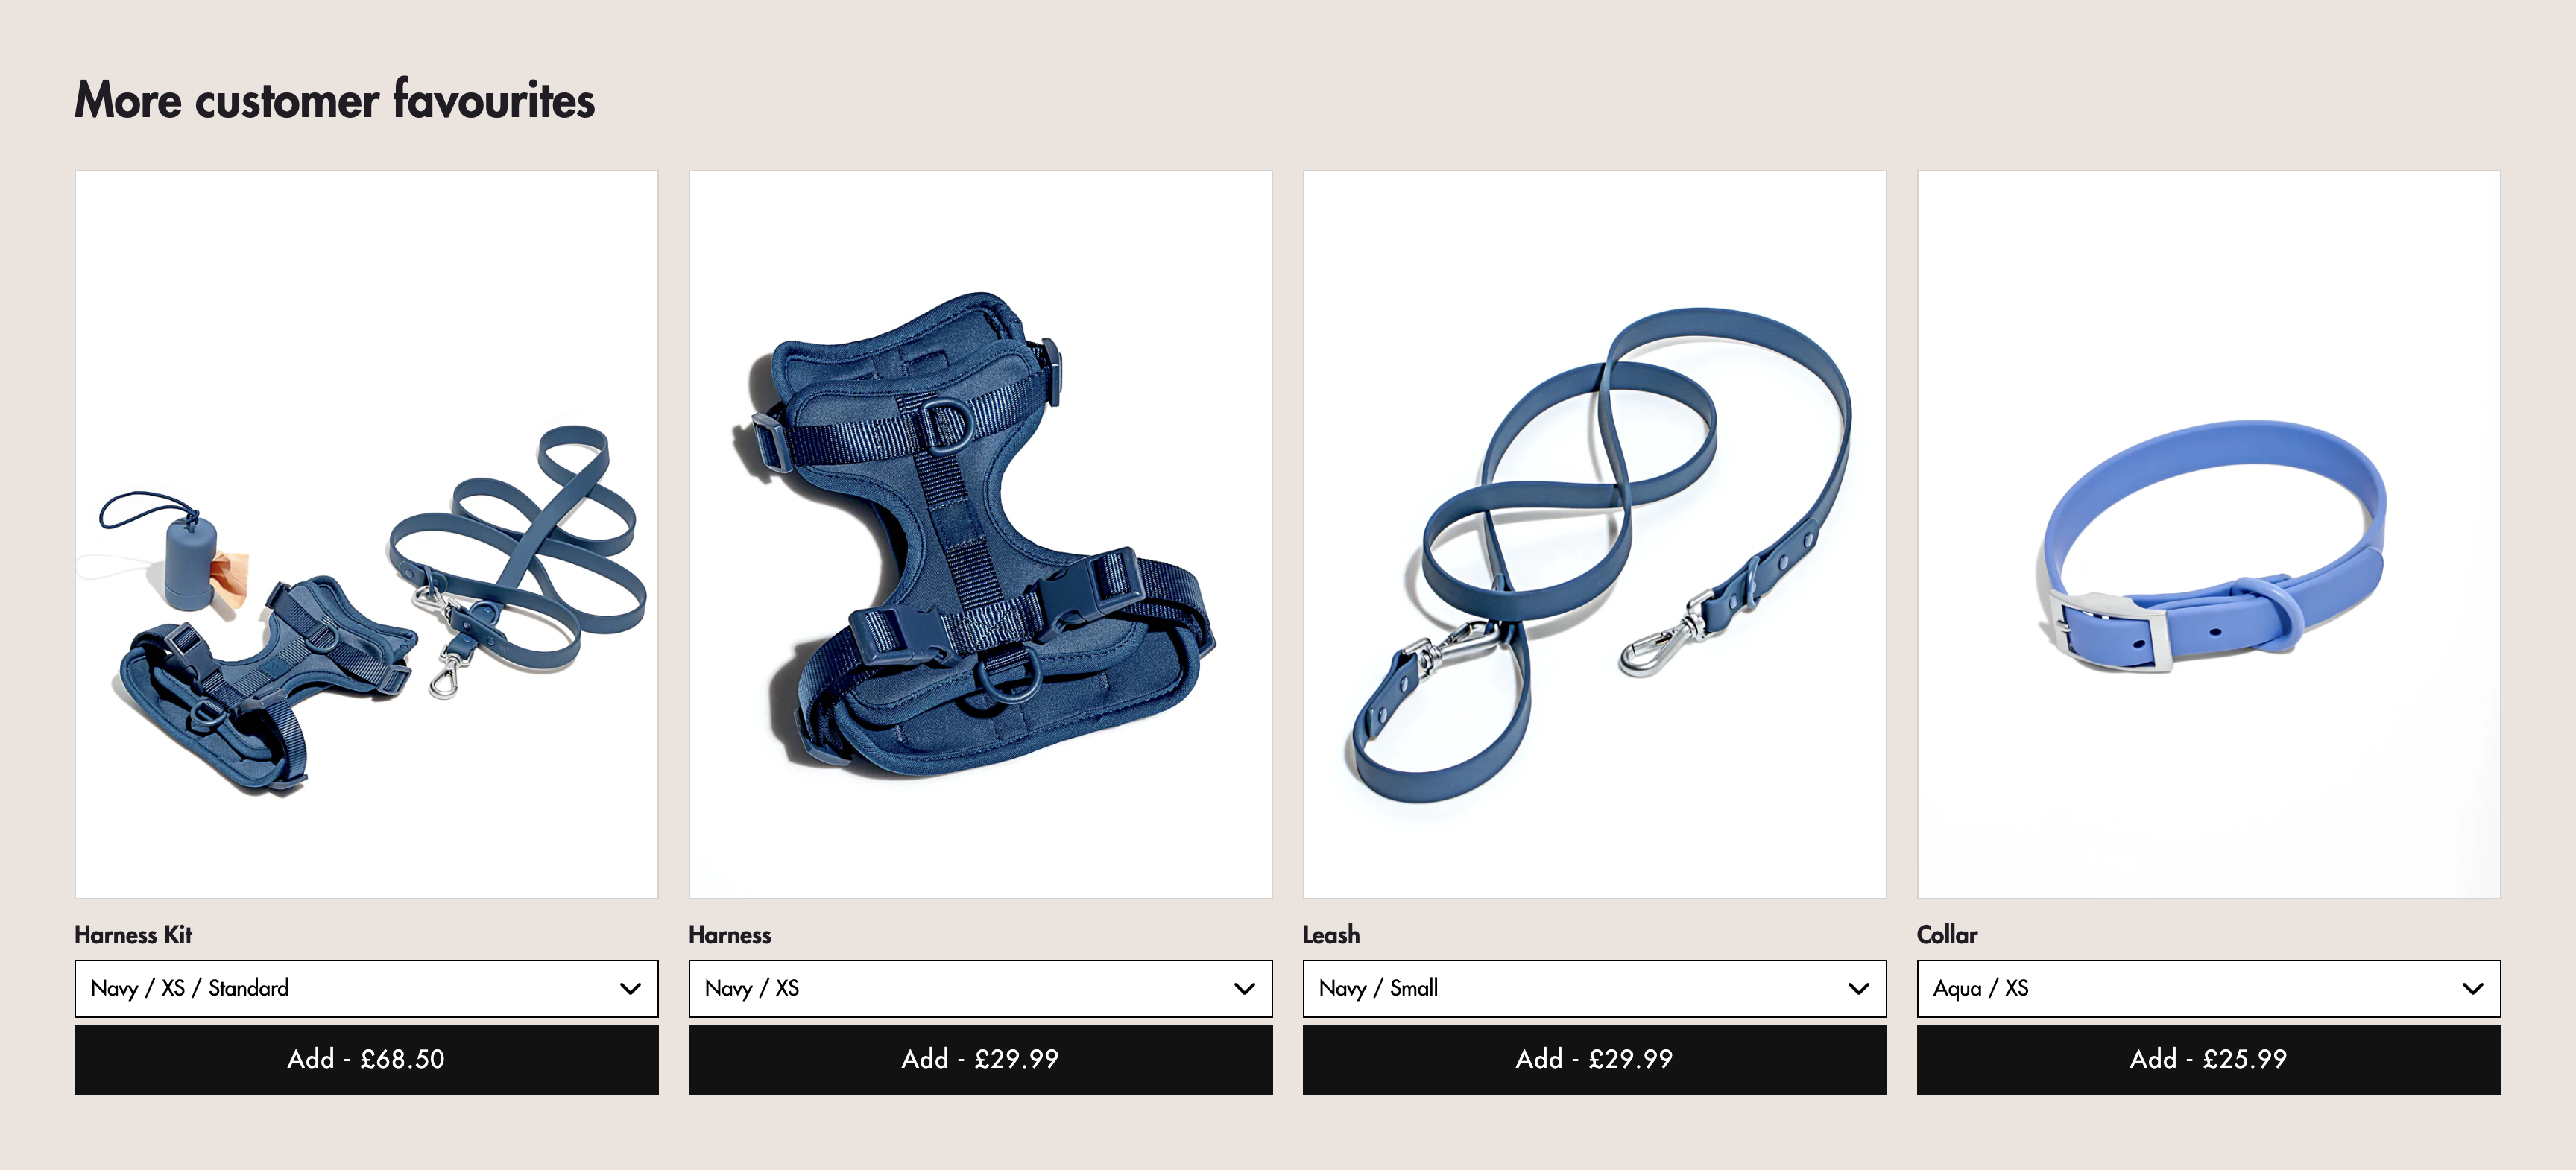 More customer favourites
Harness Kit
Navy / XS / Standard
Add - £68.50
Harness
Navy / XS
Add - £29.99
Leash
Navy / Small
Add - £29.99
Collar
Aqua / XS
Add - £25.99